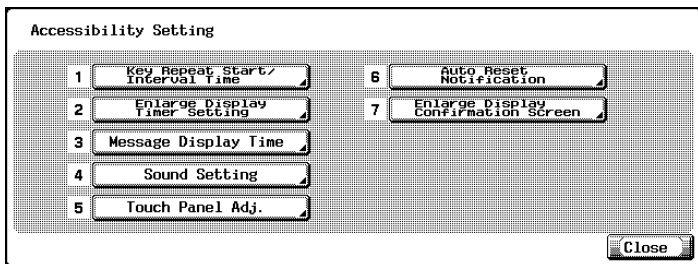 Accessibility Setting
1
Key Repeat Start/
Interval Time
2
Enlarge Display
Timer Setting
3
Message Display Time
4
Sound Setting
5
Touch Panel Adj.
6
Auto Reset
Notification
7
Enlarge Display
Confirmation Screen
Close